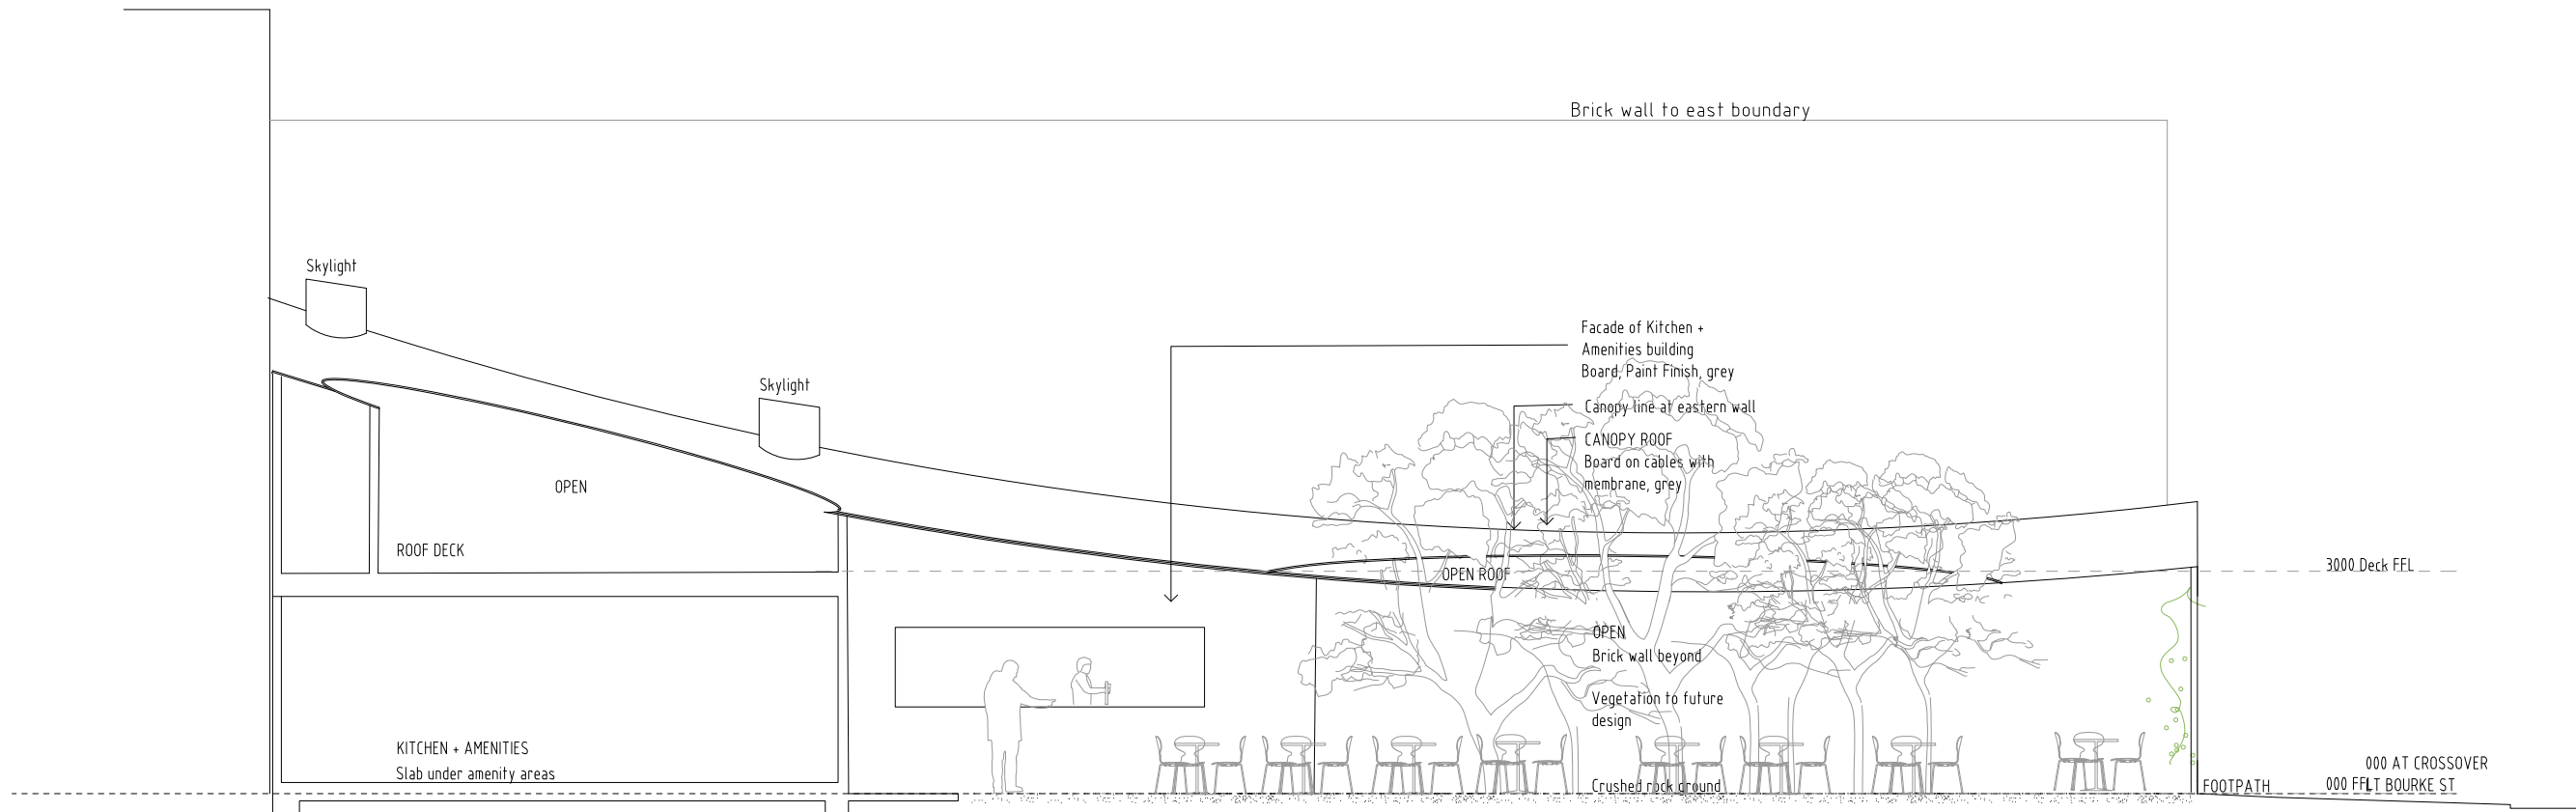 Brick wall to east boundary
Skylight
Skylight
Facade of Kitchen +
Amenities building
Board, Paint Finish, grey
Canopy line at eastern wall
CANOPY ROOF
Board on cables with
membrane, grey
OPEN
ROOF DECK
OPEN ROOF
3000 Deck FFL
OPEN
Brick wall beyond
Vegetation to future
design
KITCHEN + AMENITIES
Slab under amenity areas
Crushed rock ground
FOOTPATH
000 AT CROSSOVER
000 FFL
LT BOURKE ST